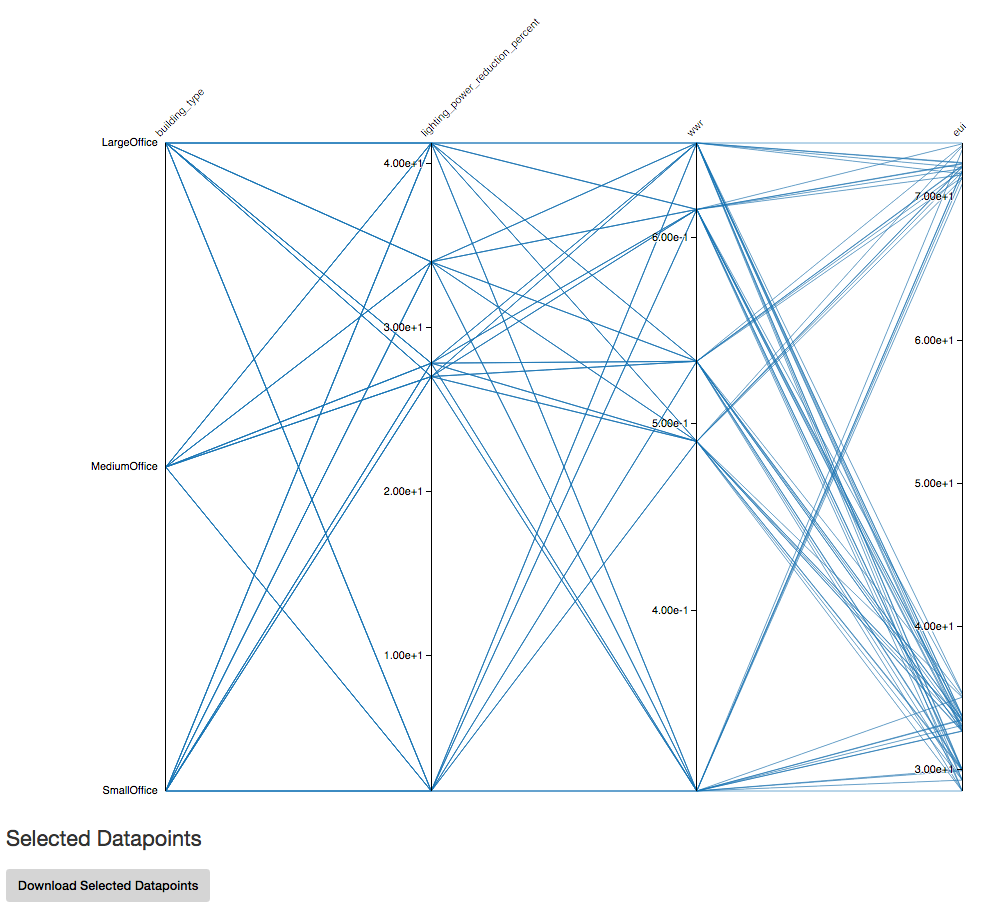 building_type
lighting_power_reduction_percent
wwr
eui
LargeOffice
MediumOffice
SmallOffice
4.00e+1
3.00e+1
2.00e+1
1.00e+1
6.00e-1
5.00e-1
4.00e-1
7.00e+1
6.00e+1
5.00e+1
4.00e+1
3.00e+1
Selected Datapoints
Download Selected Datapoints